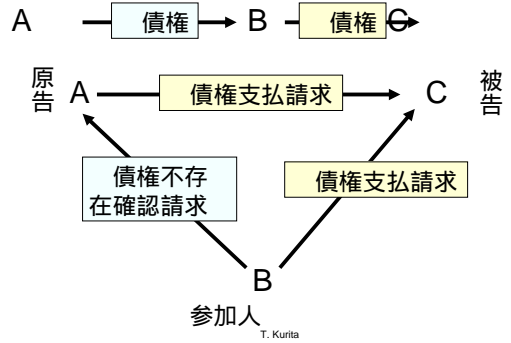 A 債権 B 債権 C
原告 A 債権支払請求 C 被告
債権不存
在確認請求
債権支払請求
B
参加人
T. Kurita